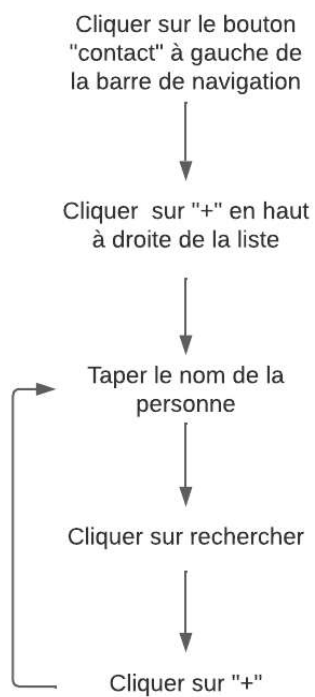 Cliquer sur le bouton
"contact" à gauche de
la barre de navigation
Cliquer sur "+" en haut
à droite de la liste
Taper le nom de la
personne
Cliquer sur rechercher
Cliquer sur "+"